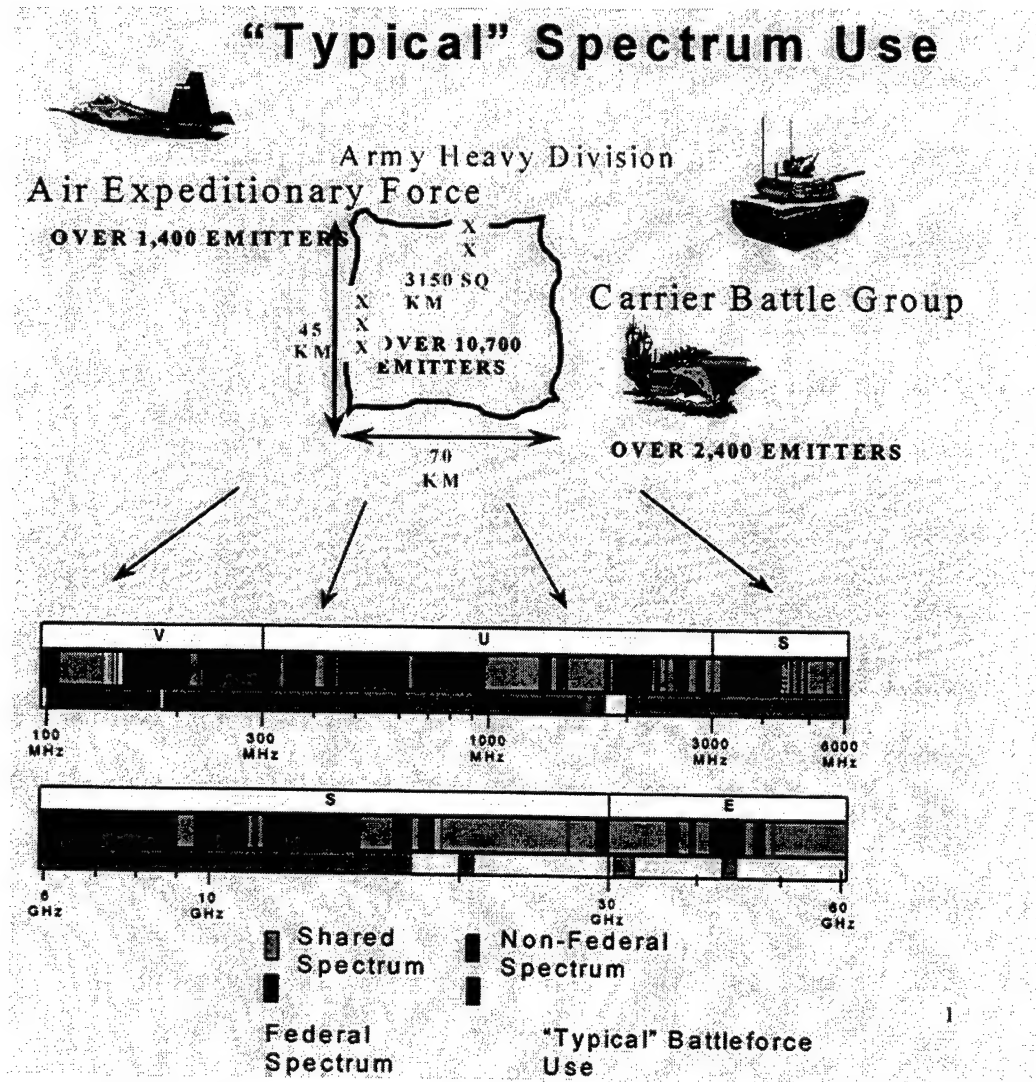 “Typical” Spectrum Use
Army Heavy Division
Air Expeditionary Force
OVER 1,400 EMITTERS
X
X
3150 SQ
KM
X
X
X
45
KM
OVER 10,700
EMITTERS
70
KM
Carrier Battle Group
OVER 2,400 EMITTERS
V U S
100
MHz
300
MHz
1000
MHz
3000
MHz
6000
MHz
S E
6
GHz
10
GHz
30
GHz
60
GHz
Shared
Spectrum
Non-Federal
Spectrum
Federal
Spectrum
"Typical" Battleforce
Use
1